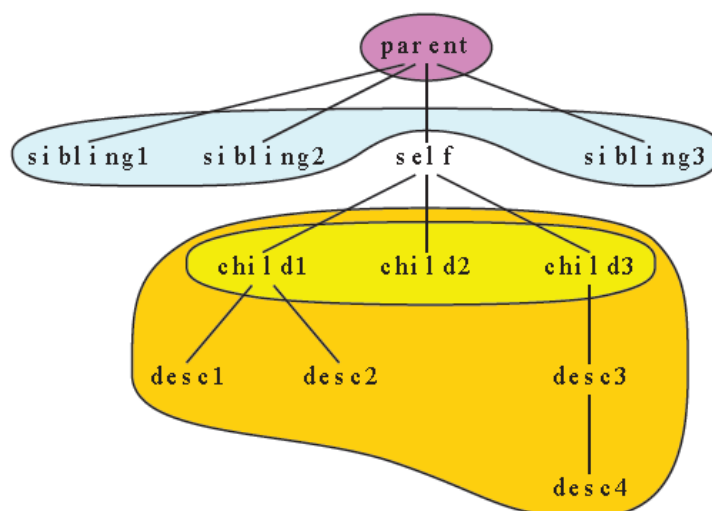 parent
sibling1 sibling2 self sibling3
child1 child2 child3
desc1 desc2 desc3
desc4